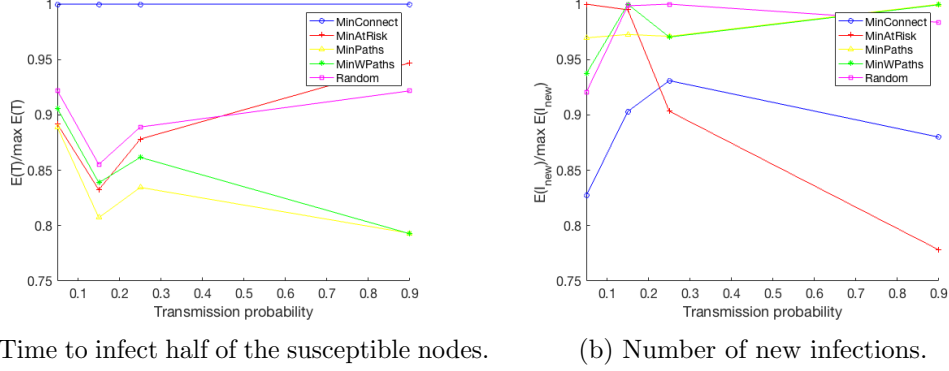 1
0.95
0.9
0.85
0.8
0.75
E(T)/max E(T)
0.1 0.2 0.3 0.4 0.5 0.6 0.7 0.8 0.9
Transmission probability
MinConnect
MinAtRisk
MinPaths
MinWPaths
Random
Time to infect half of the susceptible nodes.
1
0.95
0.9
0.85
0.8
0.75
E(I_new)/max E(I_new)
0.1 0.2 0.3 0.4 0.5 0.6 0.7 0.8 0.9
Transmission probability
MinConnect
MinAtRisk
MinPaths
MinWPaths
Random
(b) Number of new infections.